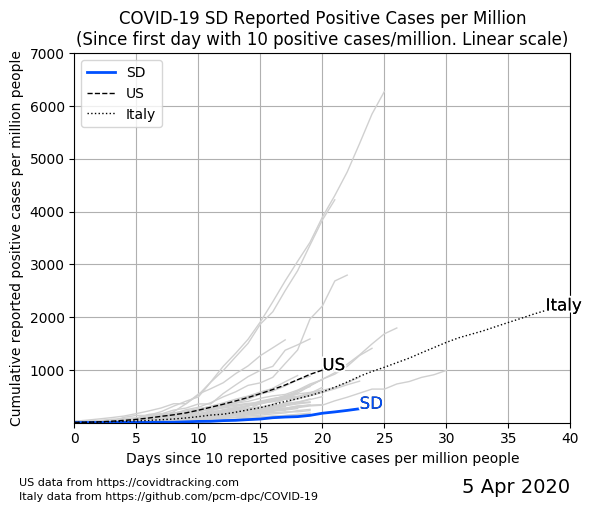 COVID-19 SD Reported Positive Cases per Million
(Since first day with 10 positive cases/million. Linear scale)
Cumulative reported positive cases per million people
7000
6000
5000
4000
3000
2000
1000
SD
US
Italy
Italy
US
SD
0 5 10 15 20 25 30 35 40
Days since 10 reported positive cases per million people
US data from https://covidtracking.com
Italy data from https://github.com/pcm-dpc/COVID-19
5 Apr 2020